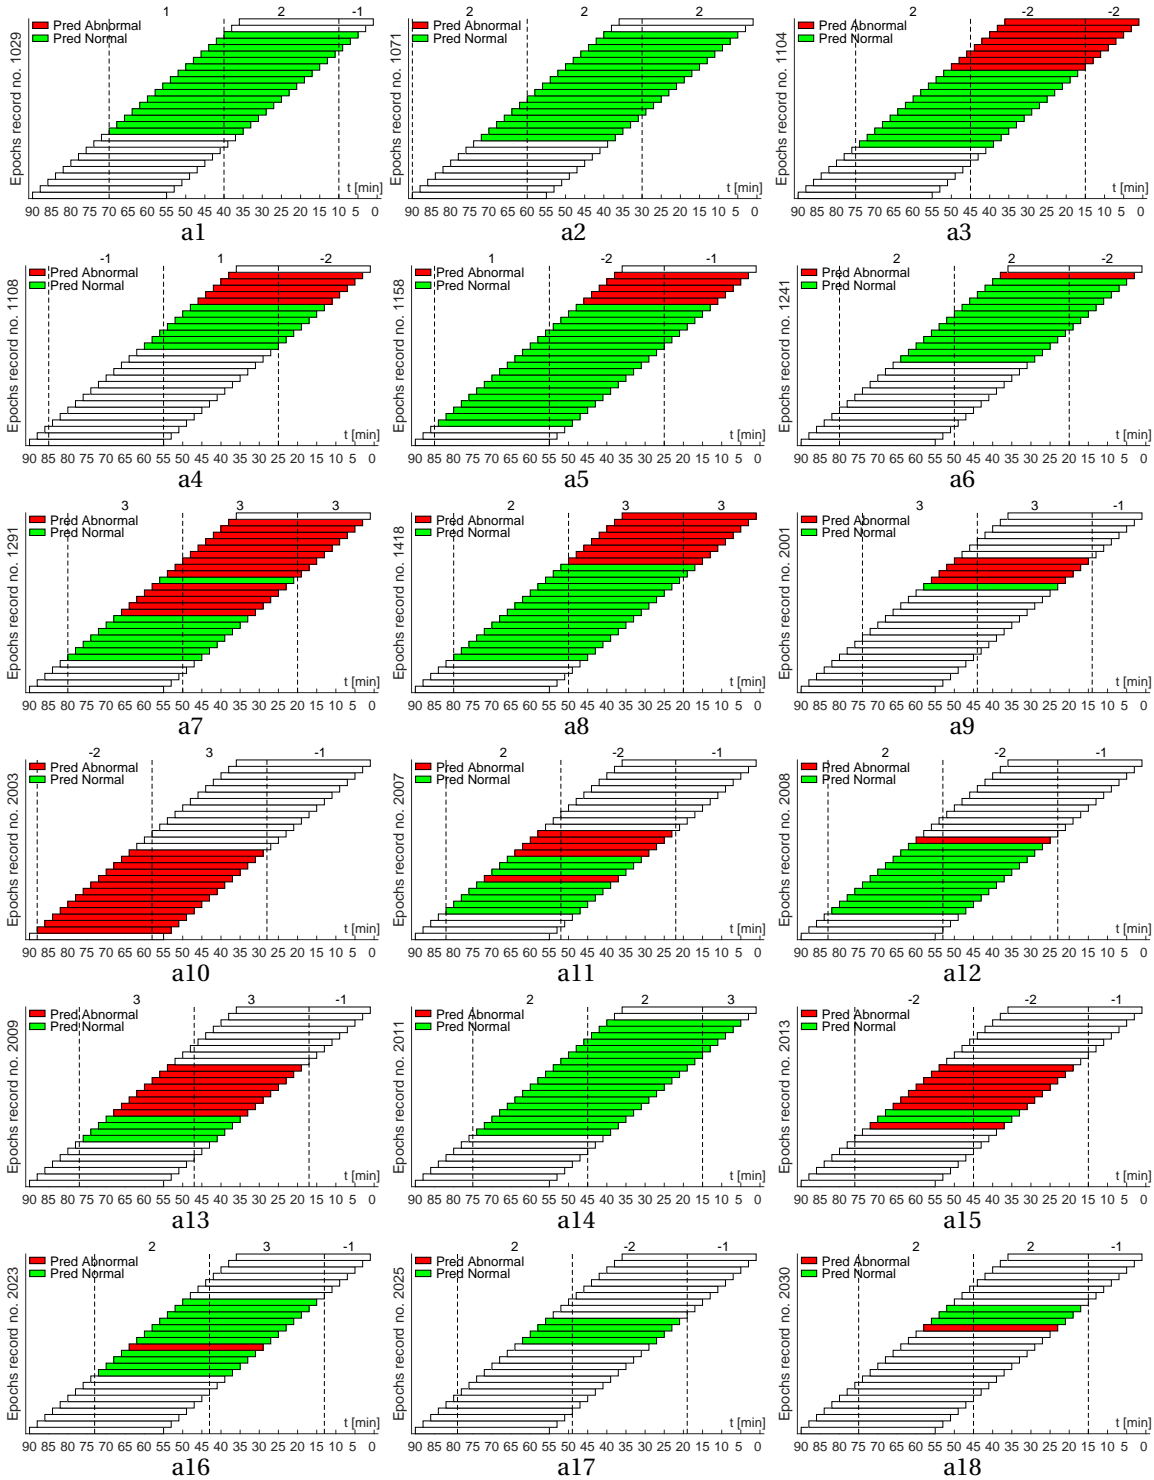 1 2 -1
Pred Abnormal
Pred Normal
Epochs record no. 1029
t [min]
90 85 80 75 70 65 60 55 50 45 40 35 30 25 20 15 10 5 0
a1
2 2 2
Pred Abnormal
Pred Normal
Epochs record no. 1071
t [min]
90 85 80 75 70 65 60 55 50 45 40 35 30 25 20 15 10 5 0
a2
2 -2 -2
Pred Abnormal
Pred Normal
Epochs record no. 1104
t [min]
90 85 80 75 70 65 60 55 50 45 40 35 30 25 20 15 10 5 0
a3
-1 1 -2
Pred Abnormal
Pred Normal
Epochs record no. 1108
t [min]
90 85 80 75 70 65 60 55 50 45 40 35 30 25 20 15 10 5 0
a4
1 -2 -1
Pred Abnormal
Pred Normal
Epochs record no. 1158
t [min]
90 85 80 75 70 65 60 55 50 45 40 35 30 25 20 15 10 5 0
a5
2 2 -2
Pred Abnormal
Pred Normal
Epochs record no. 1241
t [min]
90 85 80 75 70 65 60 55 50 45 40 35 30 25 20 15 10 5 0
a6
3 3 3
Pred Abnormal
Pred Normal
Epochs record no. 1291
t [min]
90 85 80 75 70 65 60 55 50 45 40 35 30 25 20 15 10 5 0
a7
2 3 3
Pred Abnormal
Pred Normal
Epochs record no. 1418
t [min]
90 85 80 75 70 65 60 55 50 45 40 35 30 25 20 15 10 5 0
a8
3 3 -1
Pred Abnormal
Pred Normal
Epochs record no. 2001
t [min]
90 85 80 75 70 65 60 55 50 45 40 35 30 25 20 15 10 5 0
a9
-2 3 -1
Pred Abnormal
Pred Normal
Epochs record no. 2003
t [min]
90 85 80 75 70 65 60 55 50 45 40 35 30 25 20 15 10 5 0
a10
2 -2 -1
Pred Abnormal
Pred Normal
Epochs record no. 2007
t [min]
90 85 80 75 70 65 60 55 50 45 40 35 30 25 20 15 10 5 0
a11
2 -2 -1
Pred Abnormal
Pred Normal
Epochs record no. 2008
t [min]
90 85 80 75 70 65 60 55 50 45 40 35 30 25 20 15 10 5 0
a12
3 3 -1
Pred Abnormal
Pred Normal
Epochs record no. 2009
t [min]
90 85 80 75 70 65 60 55 50 45 40 35 30 25 20 15 10 5 0
a13
2 2 3
Pred Abnormal
Pred Normal
Epochs record no. 2011
t [min]
90 85 80 75 70 65 60 55 50 45 40 35 30 25 20 15 10 5 0
a14
-2 -2 -1
Pred Abnormal
Pred Normal
Epochs record no. 2013
t [min]
90 85 80 75 70 65 60 55 50 45 40 35 30 25 20 15 10 5 0
a15
2 3 -1
Pred Abnormal
Pred Normal
Epochs record no. 2023
t [min]
90 85 80 75 70 65 60 55 50 45 40 35 30 25 20 15 10 5 0
a16
2 -2 -1
Pred Abnormal
Pred Normal
Epochs record no. 2025
t [min]
90 85 80 75 70 65 60 55 50 45 40 35 30 25 20 15 10 5 0
a17
2 2 -1
Pred Abnormal
Pred Normal
Epochs record no. 2030
t [min]
90 85 80 75 70 65 60 55 50 45 40 35 30 25 20 15 10 5 0
a18